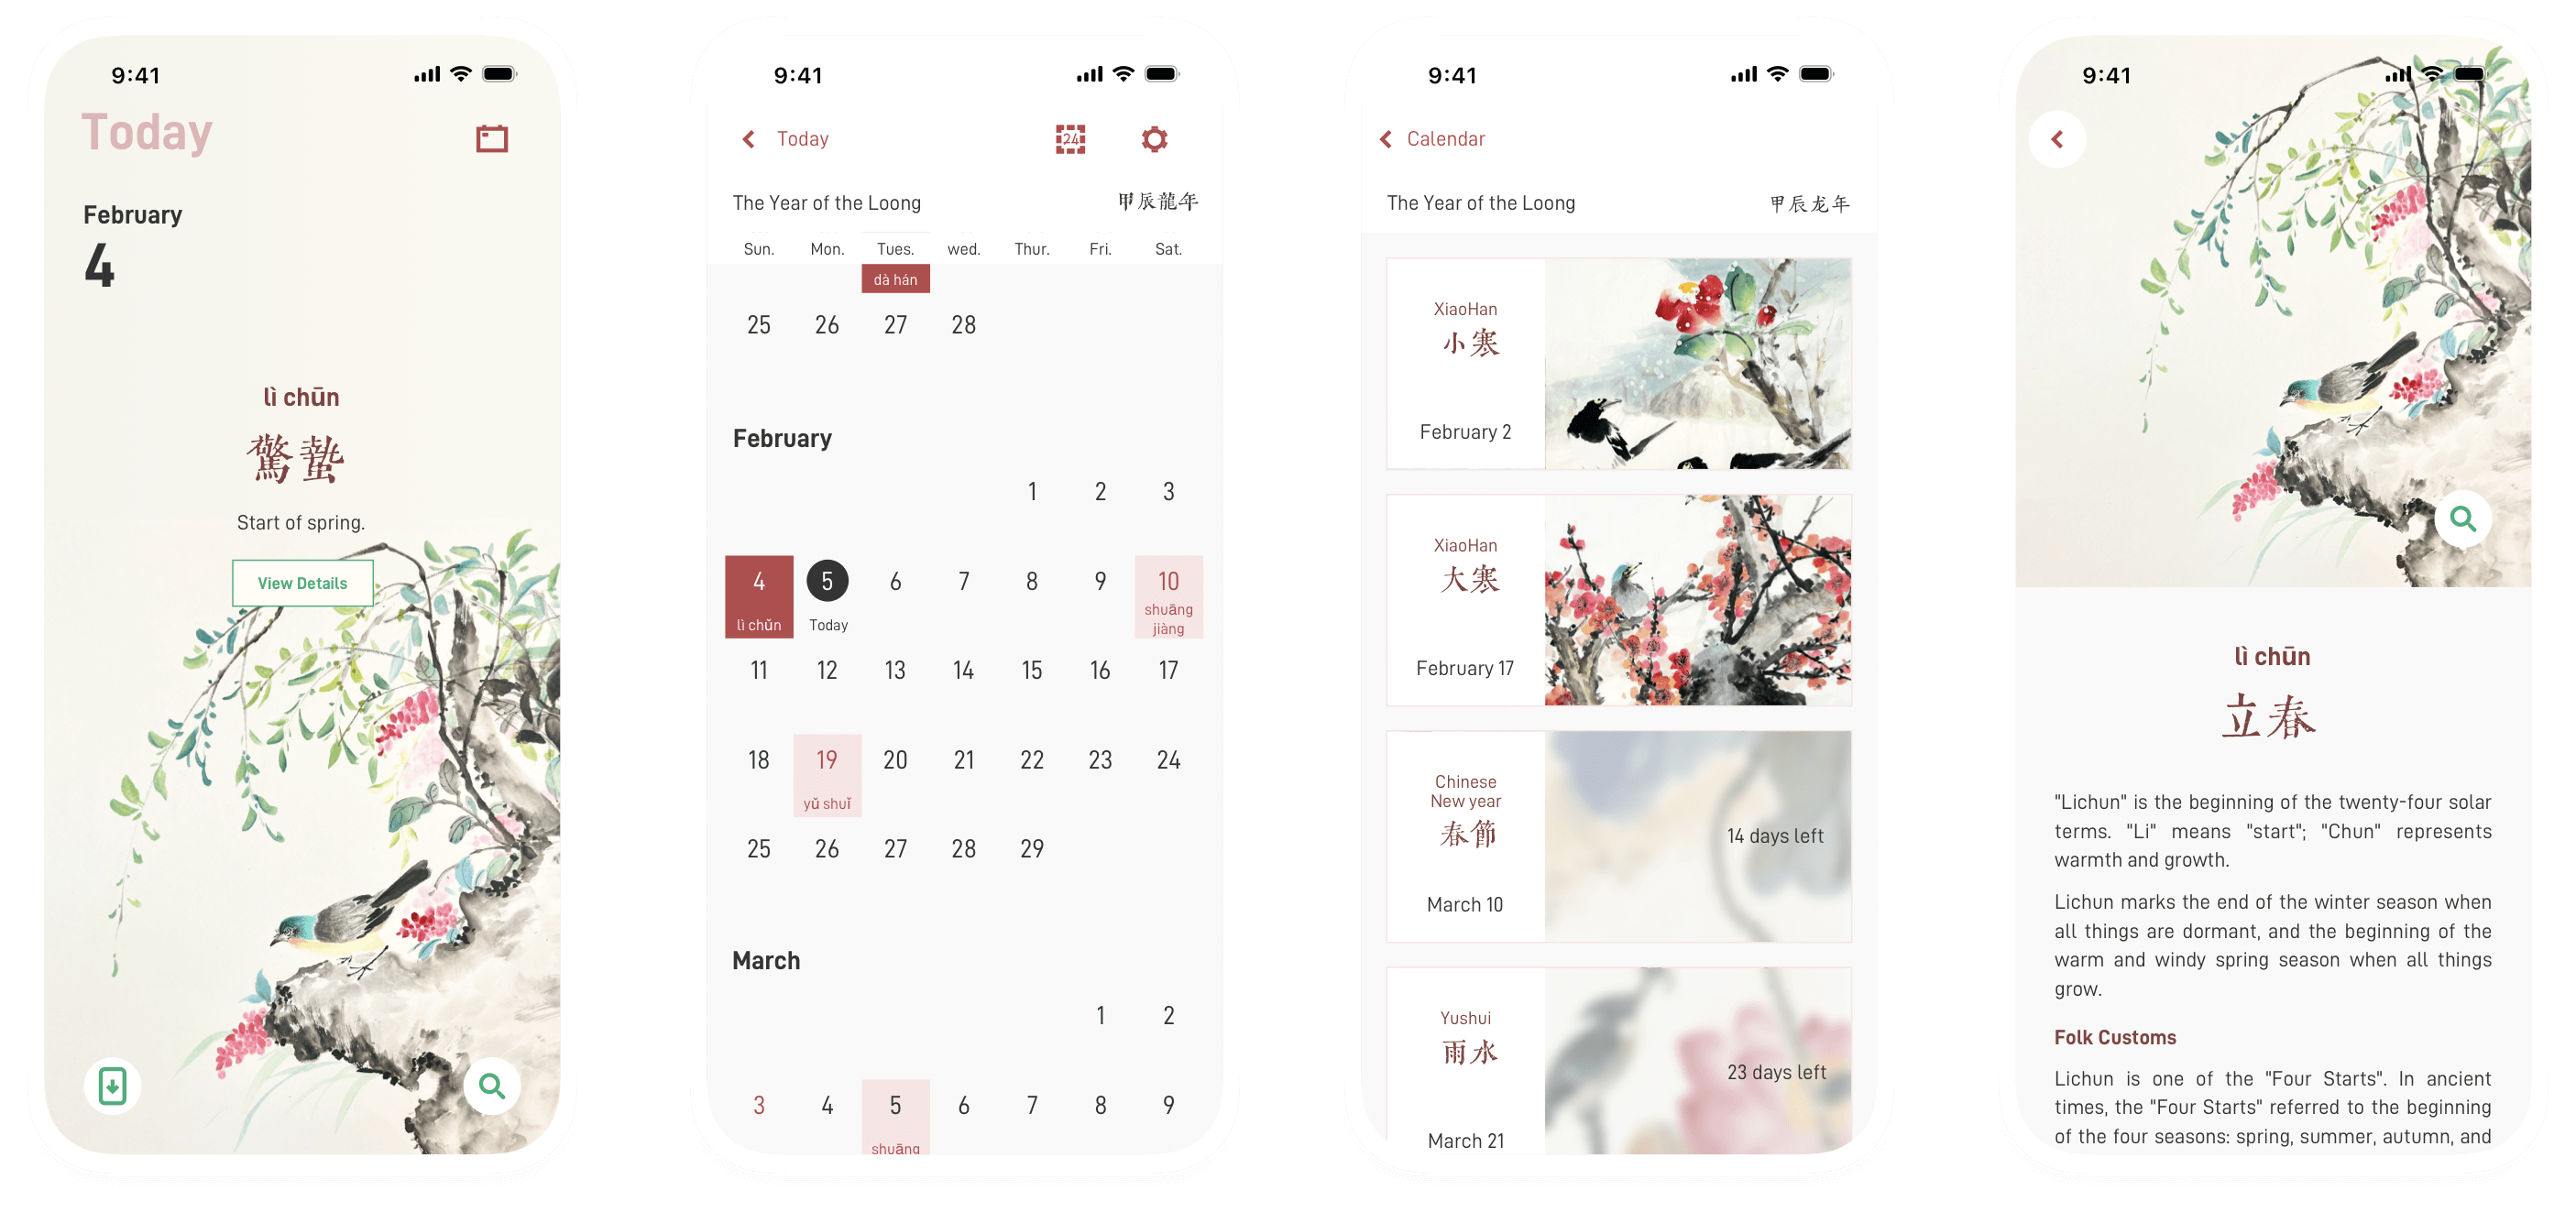 9:41
Today
February
4
lì chūn
驚蟄
Start of spring.
View Details
9:41
Today
24
The Year of the Loong
甲辰龍年
Sun. Mon. Tues. wed. Thur. Fri. Sat.
dà hán
25 26 27 28
February
1 2 3
4 5 6 7 8 9 10
lì chǔn Today shuāng jiàng
11 12 13 14 15 16 17
18 19 20 21 22 23 24
yǔ shuǐ
25 26 27 28 29
March
1 2
3 4 5 6 7 8 9
shuāng
9:41
Calendar
The Year of the Loong
甲辰龙年
XiaoHan
小寒
February 2
XiaoHan
大寒
February 17
Chinese
New year
春節
March 10
14 days left
Yushui
雨水
March 21
23 days left
9:41
lì chūn
立春
"Lichun" is the beginning of the twenty-four solar
terms. "Li" means "start"; "Chun" represents
warmth and growth.
Lichun marks the end of the winter season when
all things are dormant, and the beginning of the
warm and windy spring season when all things
grow.
Folk Customs
Lichun is one of the "Four Starts". In ancient
times, the "Four Starts" referred to the beginning
of the four seasons: spring, summer, autumn, and